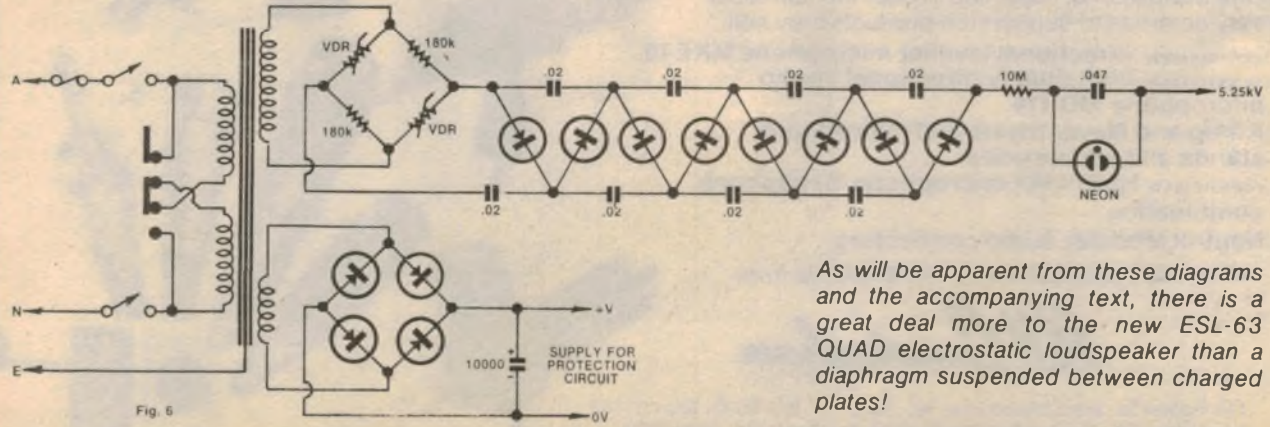 VDR
180k
180k
VDR
.02
.02
.02
.02
10M
.047
5.25kV
A
NEON
.02
.02
.02
.02
N
E
+V
10000
+
-
SUPPLY FOR
PROTECTION
CIRCUIT
0V
Fig. 6
As will be apparent from these diagrams
and the accompanying text, there is a
great deal more to the new ESL-63
QUAD electrostatic loudspeaker than a
diaphragm suspended between charged
plates!